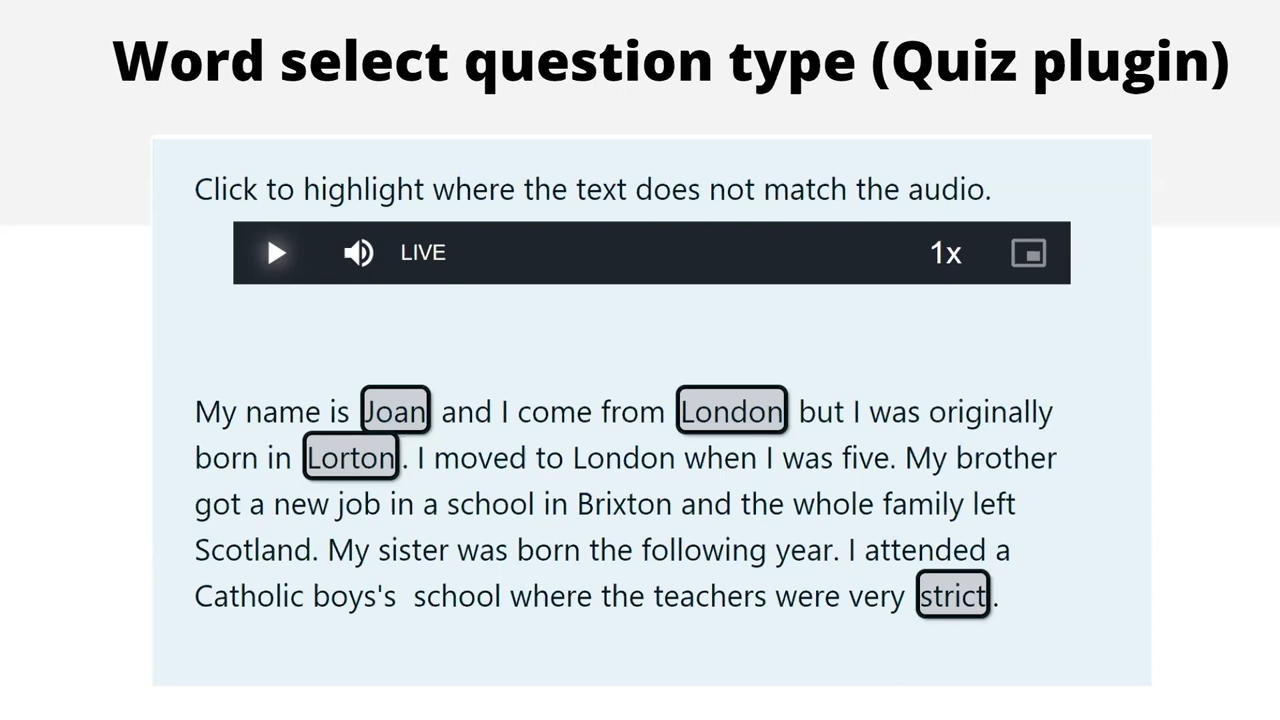 Word select question type (Quiz plugin)
Click to highlight where the text does not match the audio.
LIVE 1x
My name is Joan and I come from London but I was originally
born in Lorton. I moved to London when I was five. My brother
got a new job in a school in Brixton and the whole family left
Scotland. My sister was born the following year. I attended a
Catholic boys's  school where the teachers were very strict.